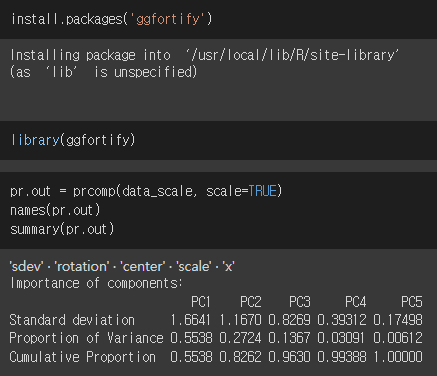 install.packages('ggfortify')
Installing package into ‘/usr/local/lib/R/site-library’
(as ‘lib’ is unspecified)
library(ggfortify)
pr.out = prcomp(data_scale, scale=TRUE)
names(pr.out)
summary(pr.out)
'sdev' · 'rotation' · 'center' · 'scale' · 'x'
Importance of components:
PC1 PC2 PC3 PC4 PC5
Standard deviation 1.6641 1.1670 0.8269 0.39312 0.17498
Proportion of Variance 0.5538 0.2724 0.1367 0.03091 0.00612
Cumulative Proportion 0.5538 0.8262 0.9630 0.99388 1.00000